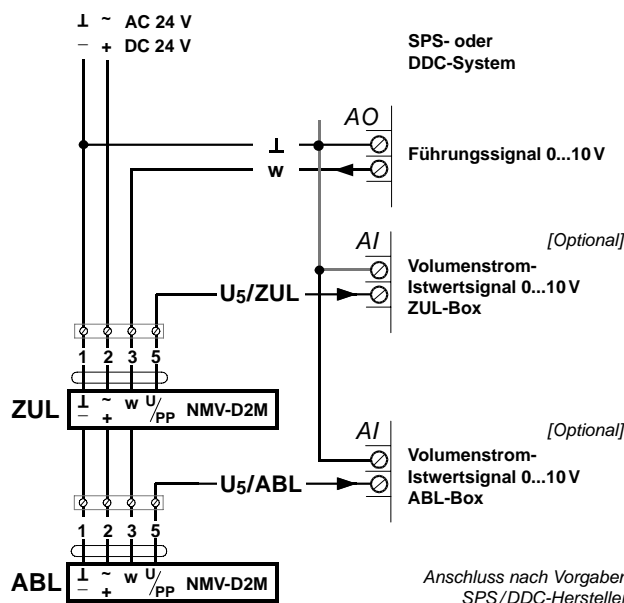 ⊥ ~ AC 24 V
– + DC 24 V
SPS- oder
DDC-System
AO
⊥
w
Führungssignal 0...10 V
AI
[Optional]
Volumenstrom-
Istwertsignal 0...10 V
ZUL-Box
U5/ZUL
1 2 3 5
ZUL
⊥ ~ w U/PP NMV-D2M
– +
AI
[Optional]
Volumenstrom-
Istwertsignal 0...10 V
ABL-Box
U5/ABL
1 2 3 5
ABL
⊥ ~ w U/PP NMV-D2M
– +
Anschluss nach Vorgaben
SPS/DDC-Hersteller